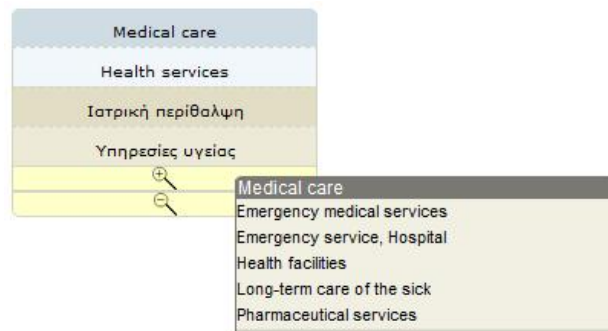 Medical care
Health services
Ιατρική περίθαλψη
Υπηρεσίες υγείας
Medical care
Emergency medical services
Emergency service, Hospital
Health facilities
Long-term care of the sick
Pharmaceutical services